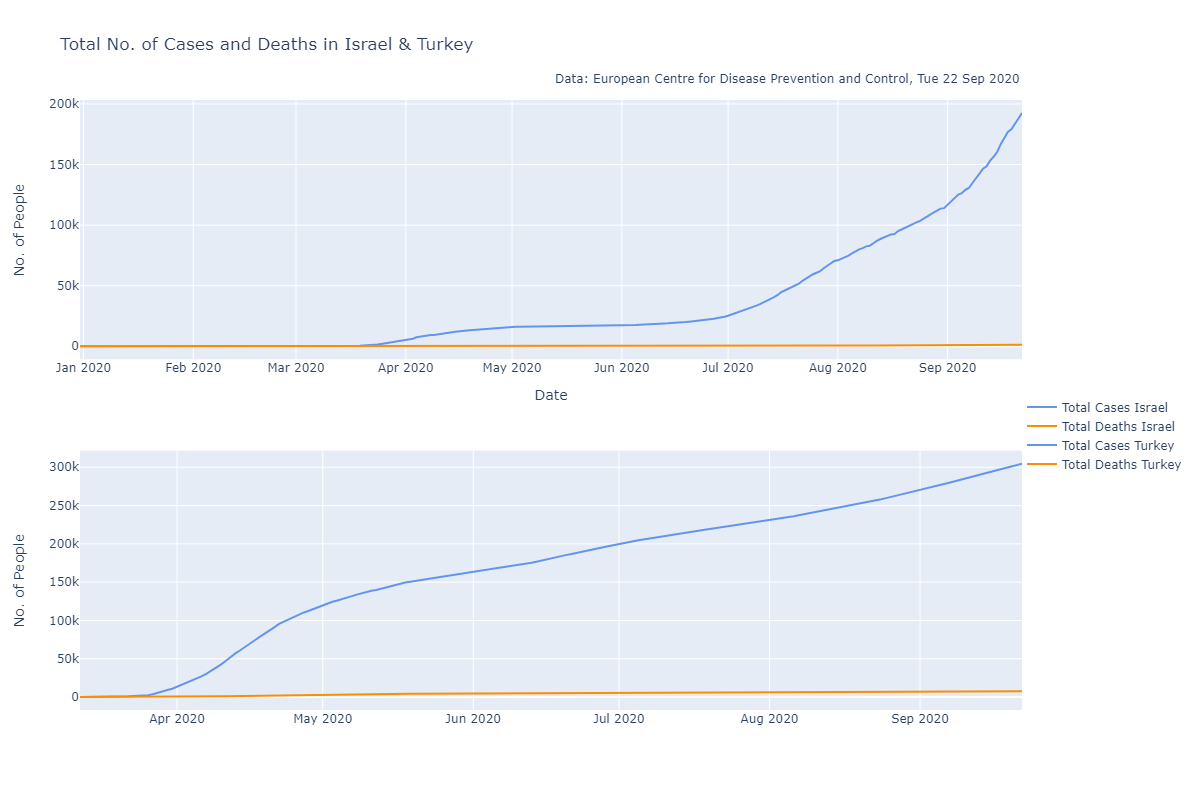 Total No. of Cases and Deaths in Israel & Turkey
Data: European Centre for Disease Prevention and Control, Tue 22 Sep 2020
No. of People
200k
150k
100k
50k
0
Jan 2020 Feb 2020 Mar 2020 Apr 2020 May 2020 Jun 2020 Jul 2020 Aug 2020 Sep 2020
Date
Total Cases Israel
Total Deaths Israel
Total Cases Turkey
Total Deaths Turkey
No. of People
300k
250k
200k
150k
100k
50k
0
Apr 2020 May 2020 Jun 2020 Jul 2020 Aug 2020 Sep 2020